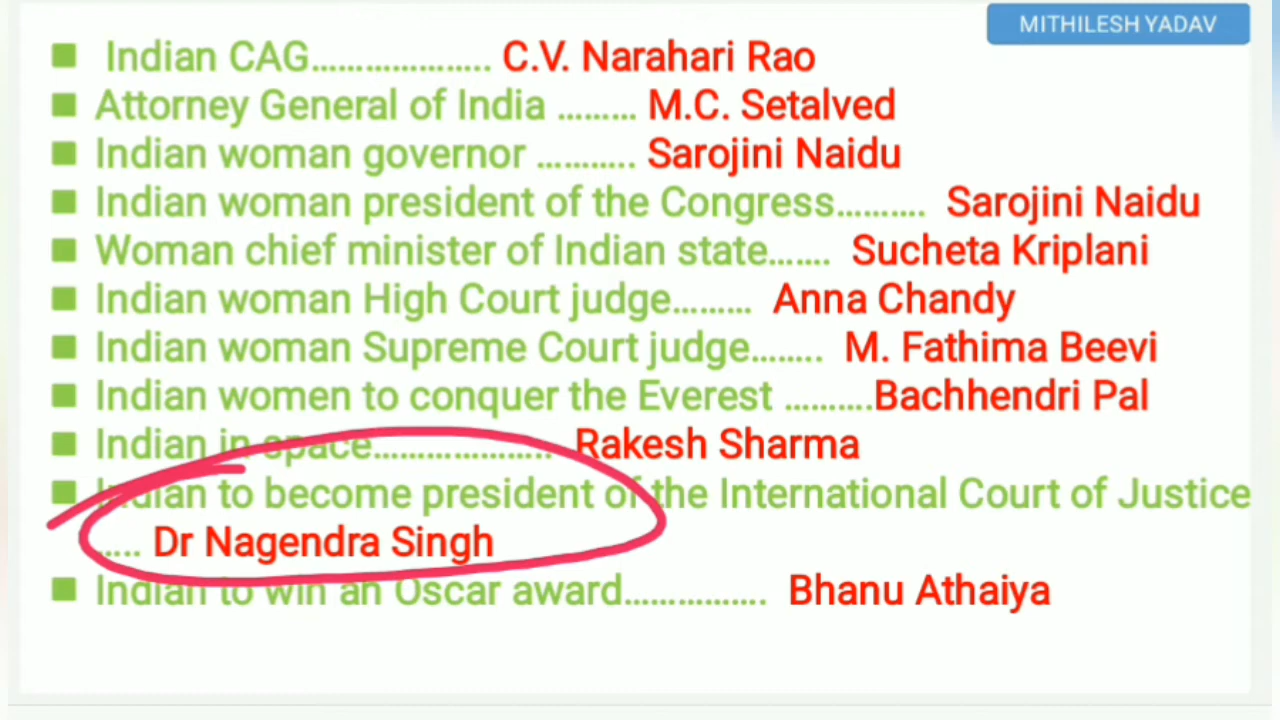 MITHILESH YADAV
Indian CAG.................... C.V. Narahari Rao
Attorney General of India ......... M.C. Setalved
Indian woman governor ........... Sarojini Naidu
Indian woman president of the Congress.......... Sarojini Naidu
Woman chief minister of Indian state....... Sucheta Kriplani
Indian woman High Court judge......... Anna Chandy
Indian woman Supreme Court judge........ M. Fathima Beevi
Indian women to conquer the Everest ..........Bachhendri Pal
Indian in space.................... Rakesh Sharma
Indian to become president of the International Court of Justice
..... Dr Nagendra Singh
Indian to win an Oscar award................ Bhanu Athaiya